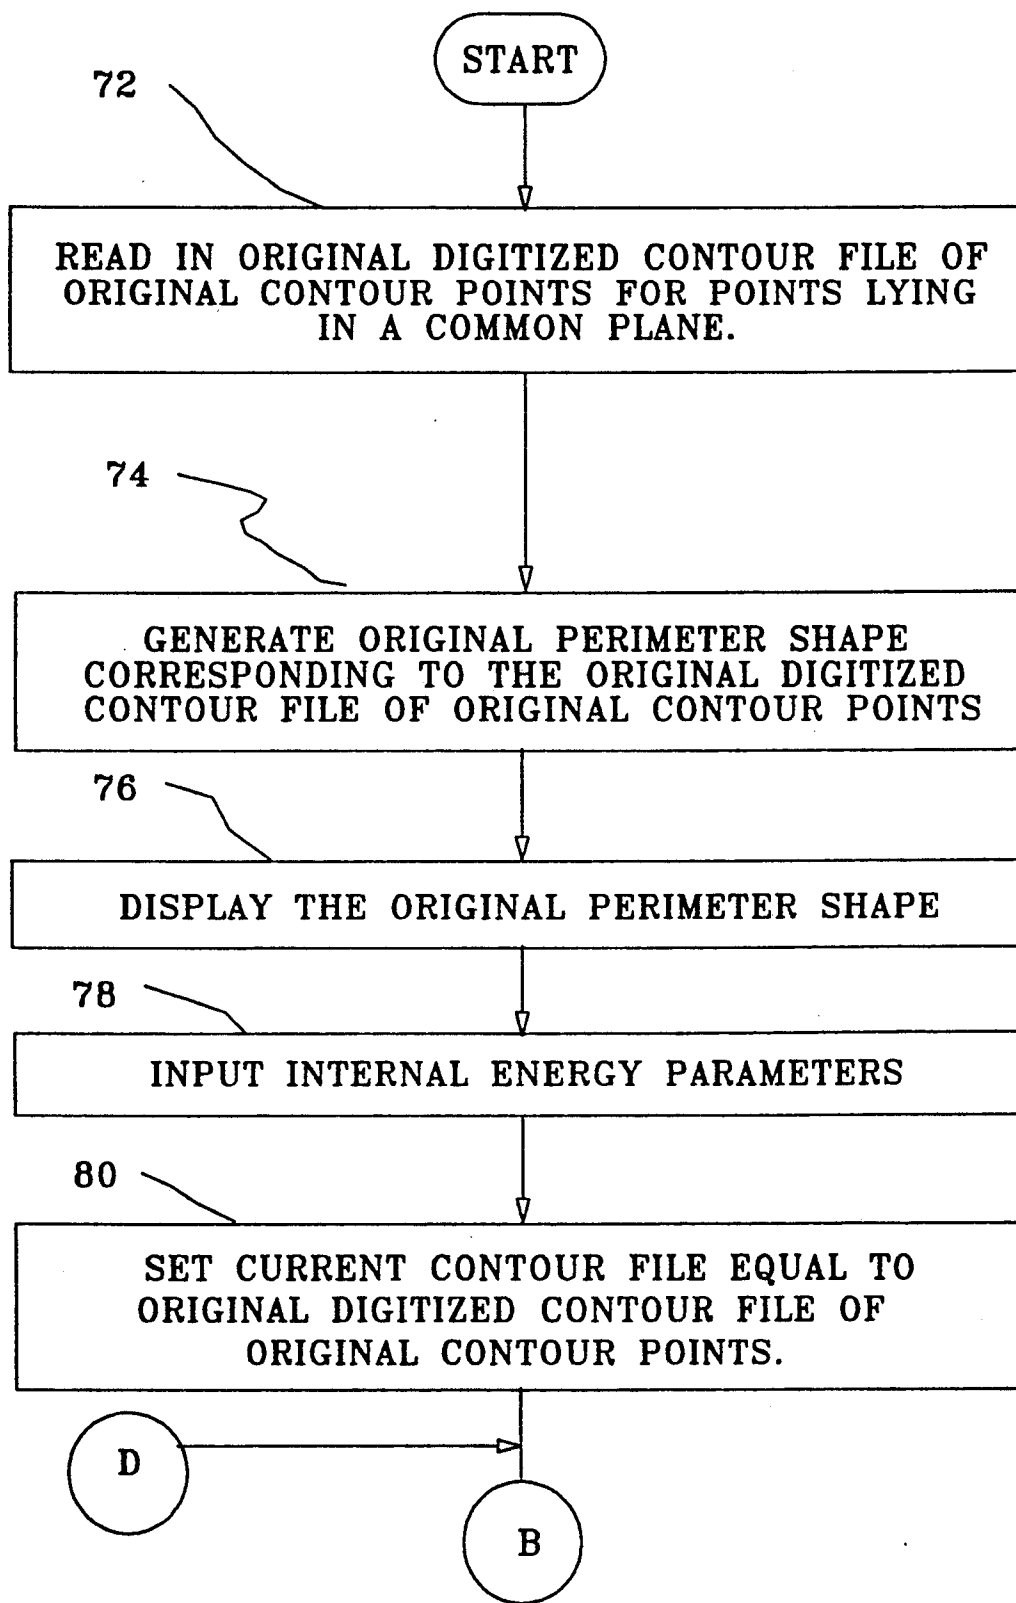 START
72
READ IN ORIGINAL DIGITIZED CONTOUR FILE OF
ORIGINAL CONTOUR POINTS FOR POINTS LYING
IN A COMMON PLANE.
74
GENERATE ORIGINAL PERIMETER SHAPE
CORRESPONDING TO THE ORIGINAL DIGITIZED
CONTOUR FILE OF ORIGINAL CONTOUR POINTS
76
DISPLAY THE ORIGINAL PERIMETER SHAPE
78
INPUT INTERNAL ENERGY PARAMETERS
80
SET CURRENT CONTOUR FILE EQUAL TO
ORIGINAL DIGITIZED CONTOUR FILE OF
ORIGINAL CONTOUR POINTS.
D
B